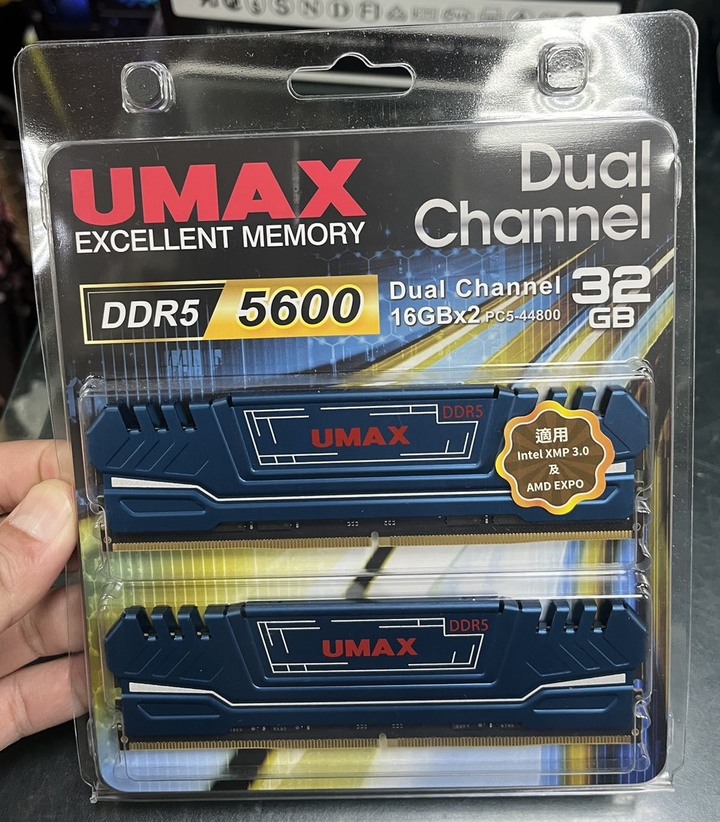 UMAX
EXCELLENT MEMORY
Dual
Channel
DDR5 5600
Dual Channel 32
16GBx2 PC5-44800 GB
DDR5
UMAX
適用
Intel XMP 3.0
及
AMD EXPO
DDR5
UMAX